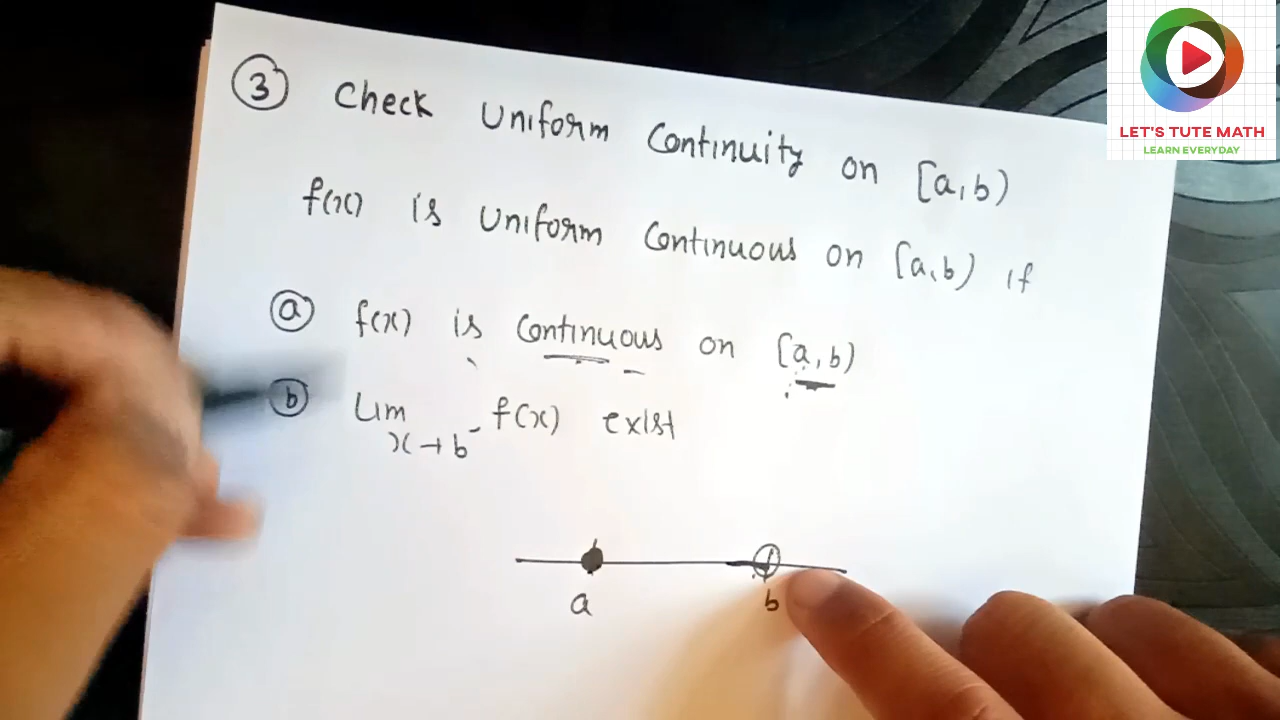 LET'S TUTE MATH
LEARN EVERYDAY
③ Check Uniform Continuity on [a,b)
f(x) is Uniform Continuous on [a,b) if
ⓐ f(x) is Continuous on [a,b)
ⓑ Lim f(x) exist
x→b⁻
a b